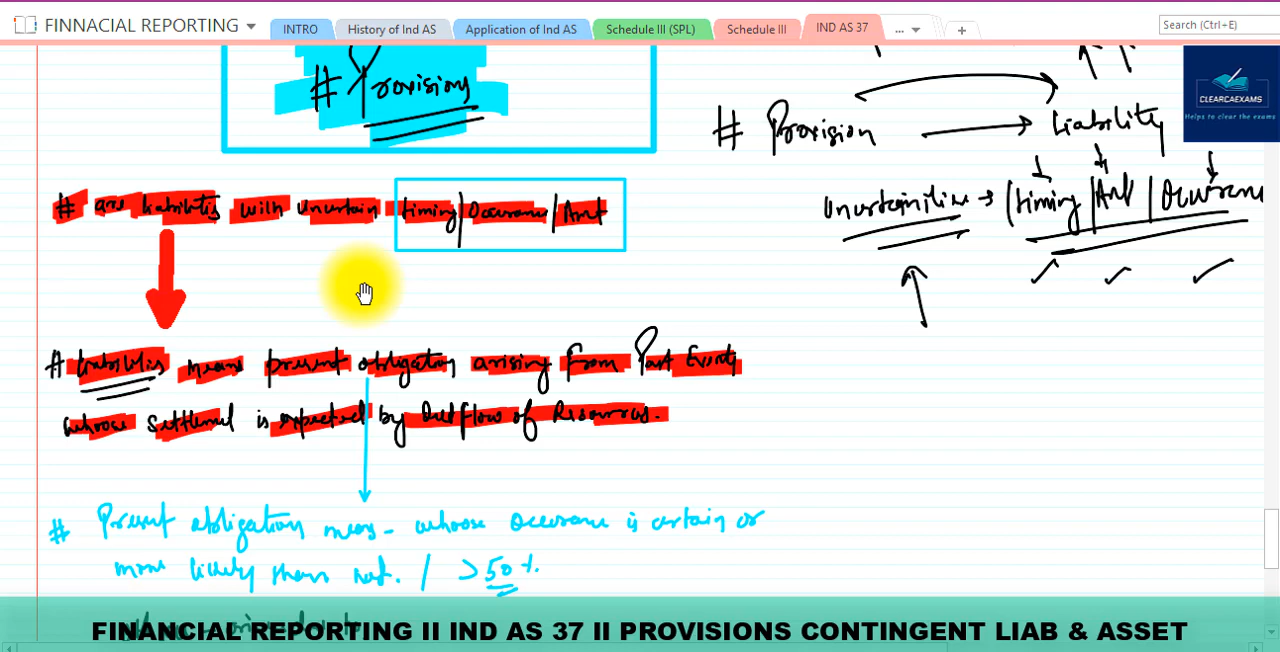 FINNACIAL REPORTING
INTRO
History of Ind AS
Application of Ind AS
Schedule III (SPL)
Schedule III
IND AS 37
...
Search (Ctrl+E)
# Provisions
CLEARCAEXAMS
Helps to clear the exams
# Provision → Liability
Uncertainities → (Timing | Amt | Occurance
# are liabilities with Uncertain timing/Occurance/Amt
# Liabilities means present obligation arising from Past Events
whose settlement is expected by Outflow of Resources.
# Present obligation means - whose Occurance is certain or
more likely than not. / >50%.
FINANCIAL REPORTING II IND AS 37 II PROVISIONS CONTINGENT LIAB & ASSET